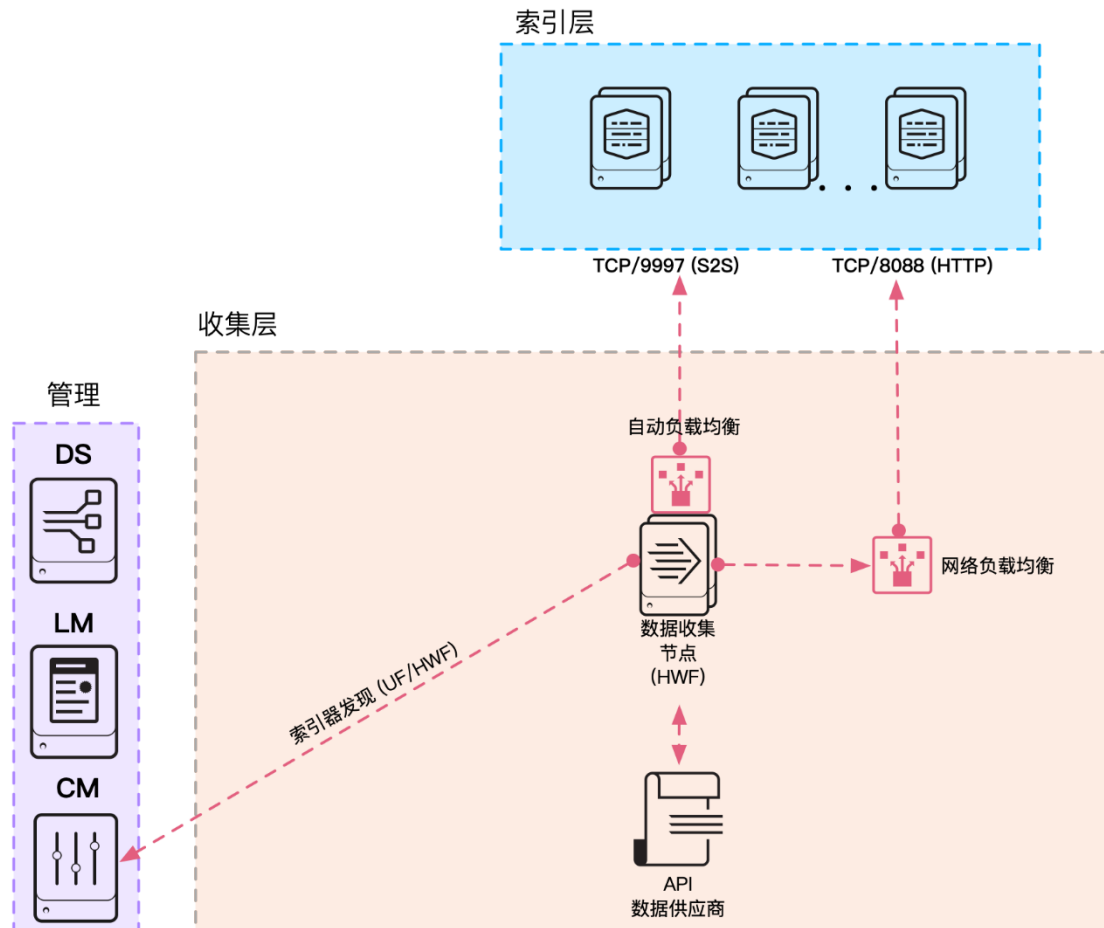 索引层
TCP/9997 (S2S)
TCP/8088 (HTTP)
收集层
管理
DS
LM
CM
自动负载均衡
网络负载均衡
数据收集
节点
(HWF)
索引器发现 (UF/HWF)
API
数据供应商